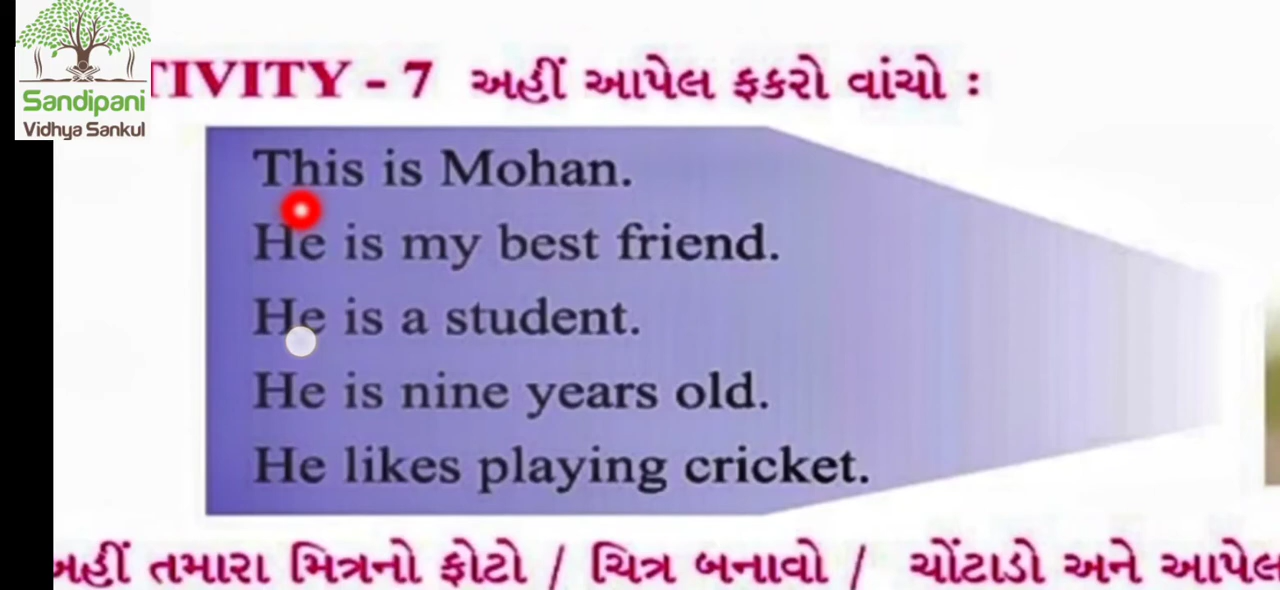 Sandipani
Vidhya Sankul
TIVITY - 7 અહીં આપેલ ફકરો વાંચો :
This is Mohan.
He is my best friend.
He is a student.
He is nine years old.
He likes playing cricket.
અહીં તમારા મિત્રનો ફોટો / ચિત્ર બનાવો / ચોંટાડો અને આપેલ